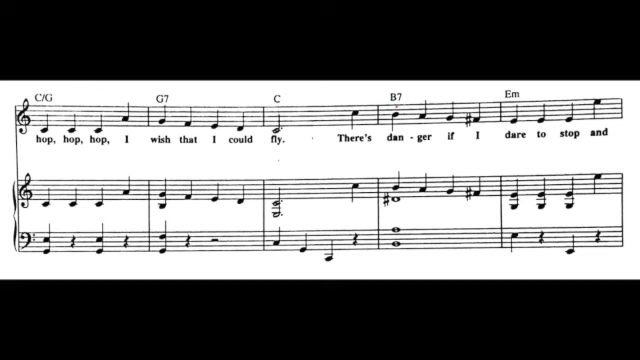 C/G G7 C B7 Em
hop, hop, hop, I wish that I could fly. There's dan - ger if I dare to stop and